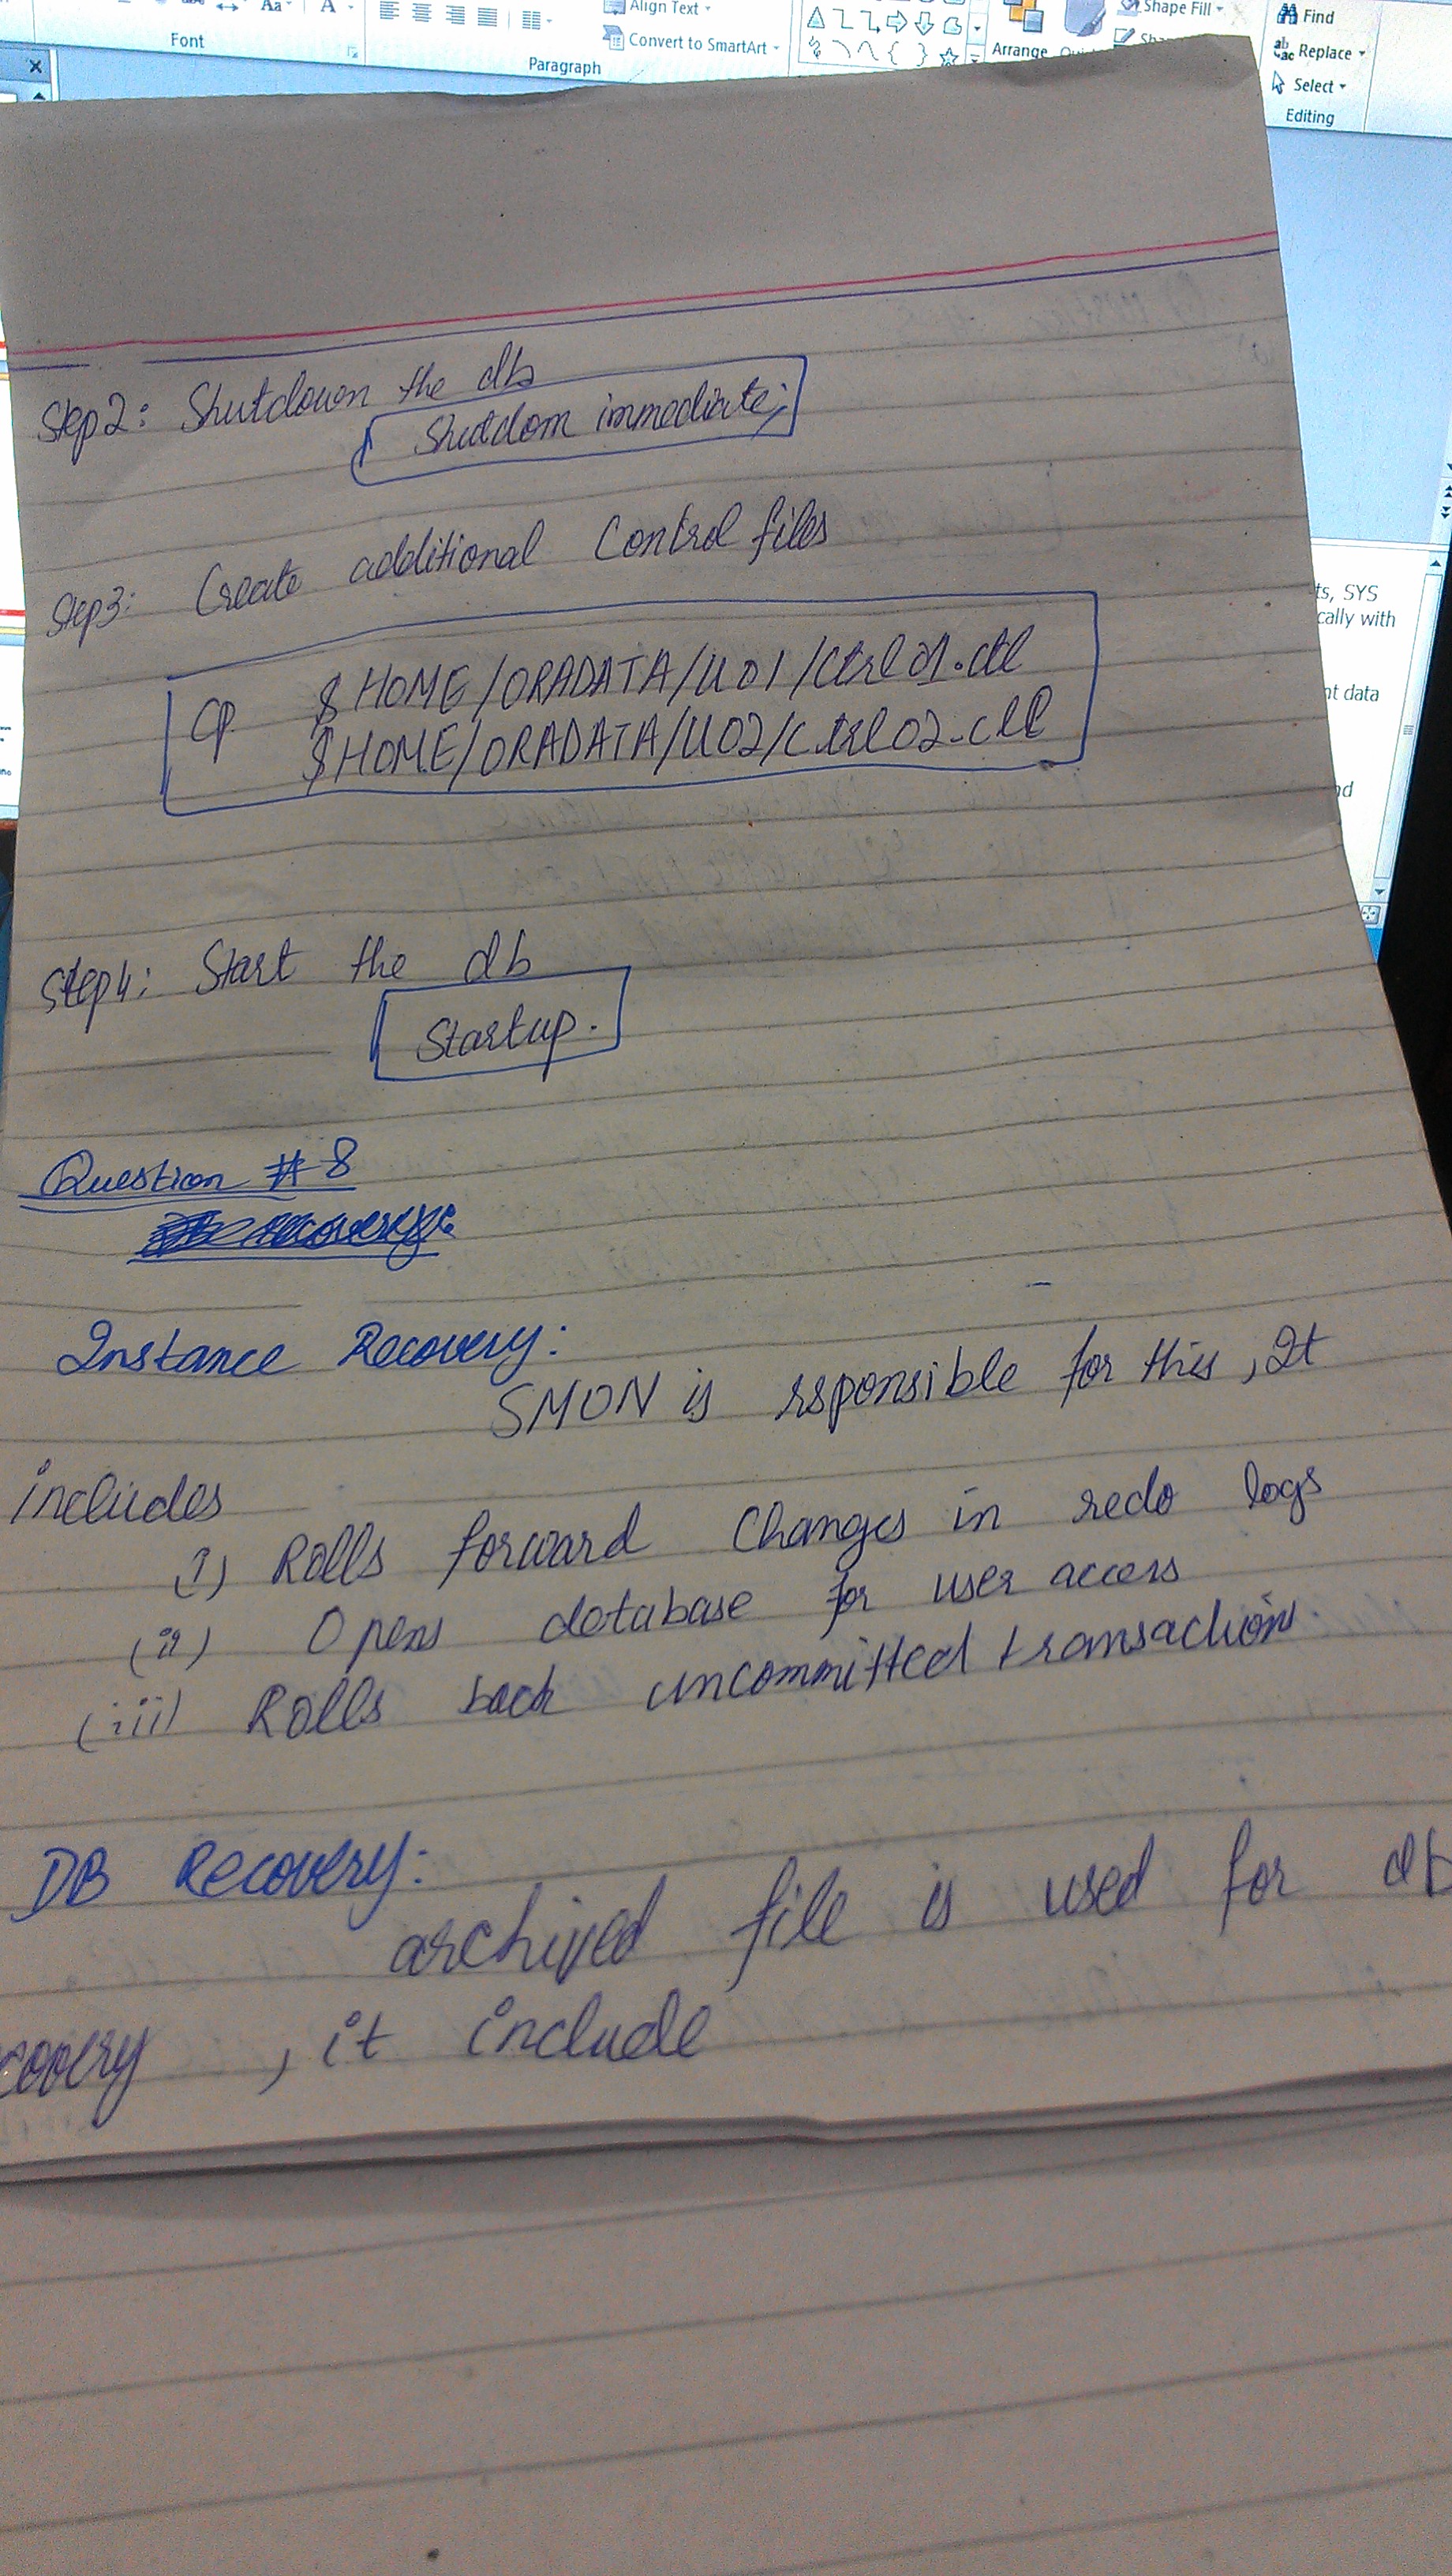 Aa
A
Align Text
Convert to SmartArt
Shape Fill
Arrange
Find
Replace
Select
Font
Paragraph
Editing
ts, SYS
cally with
nt data
nd
Step2: Shutdown the db
Shutdom immediate;
Step3: Create additional Control files
CP $HOME/ORADATA/U01/Ctrl01.ctl
$HOME/ORADATA/U02/Ctrl02.ctl
Step4: Start the db
Startup.
Question # 8
recovery:
Instance Recovery:
SMON is rsponsible for this, It
includes
(i) Rolls forward Changes in redo logs
(ii) Opens database for user access
(iii) Rolls back uncommitted transaction.
DB Recovery:
archived file is used for db
covery, it include